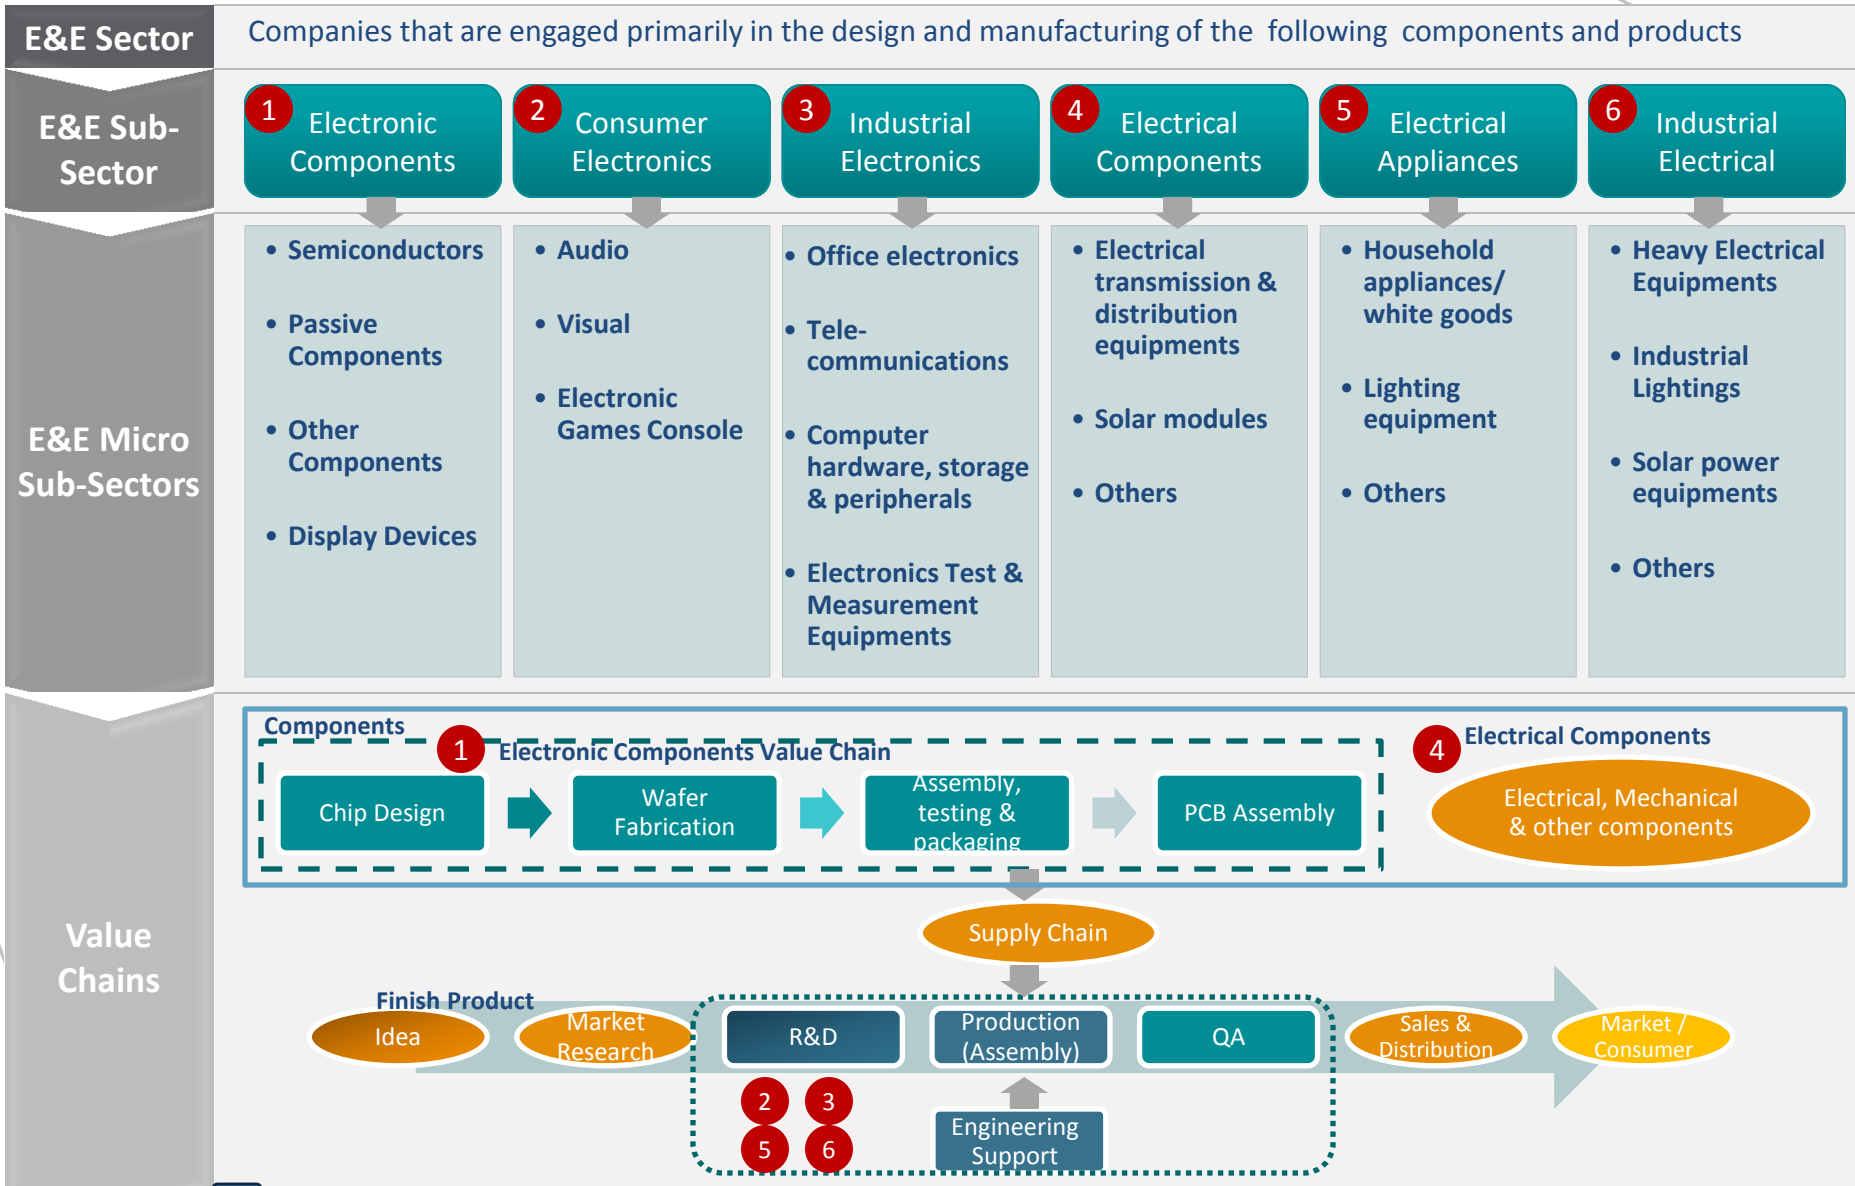 E&E Sector
Companies that are engaged primarily in the design and manufacturing of the following components and products
E&E Sub-
Sector
1
Electronic
Components
2
Consumer
Electronics
3
Industrial
Electronics
4
Electrical
Components
5
Electrical
Appliances
6
Industrial
Electrical
E&E Micro
Sub-Sectors
• Semiconductors
• Passive
Components
• Other
Components
• Display Devices
• Audio
• Visual
• Electronic
Games Console
• Office electronics
• Tele-
communications
• Computer
hardware, storage
& peripherals
• Electronics Test &
Measurement
Equipments
• Electrical
transmission &
distribution
equipments
• Solar modules
• Others
• Household
appliances/
white goods
• Lighting
equipment
• Others
• Heavy Electrical
Equipments
• Industrial
Lightings
• Solar power
equipments
• Others
Value
Chains
Components
1
Electronic Components Value Chain
Chip Design
Wafer
Fabrication
Assembly,
testing &
packaging
PCB Assembly
4
Electrical Components
Electrical, Mechanical
& other components
Supply Chain
Finish Product
Idea
Market
Research
R&D
Production
(Assembly)
QA
Sales &
Distribution
Market /
Consumer
2
3
5
6
Engineering
Support